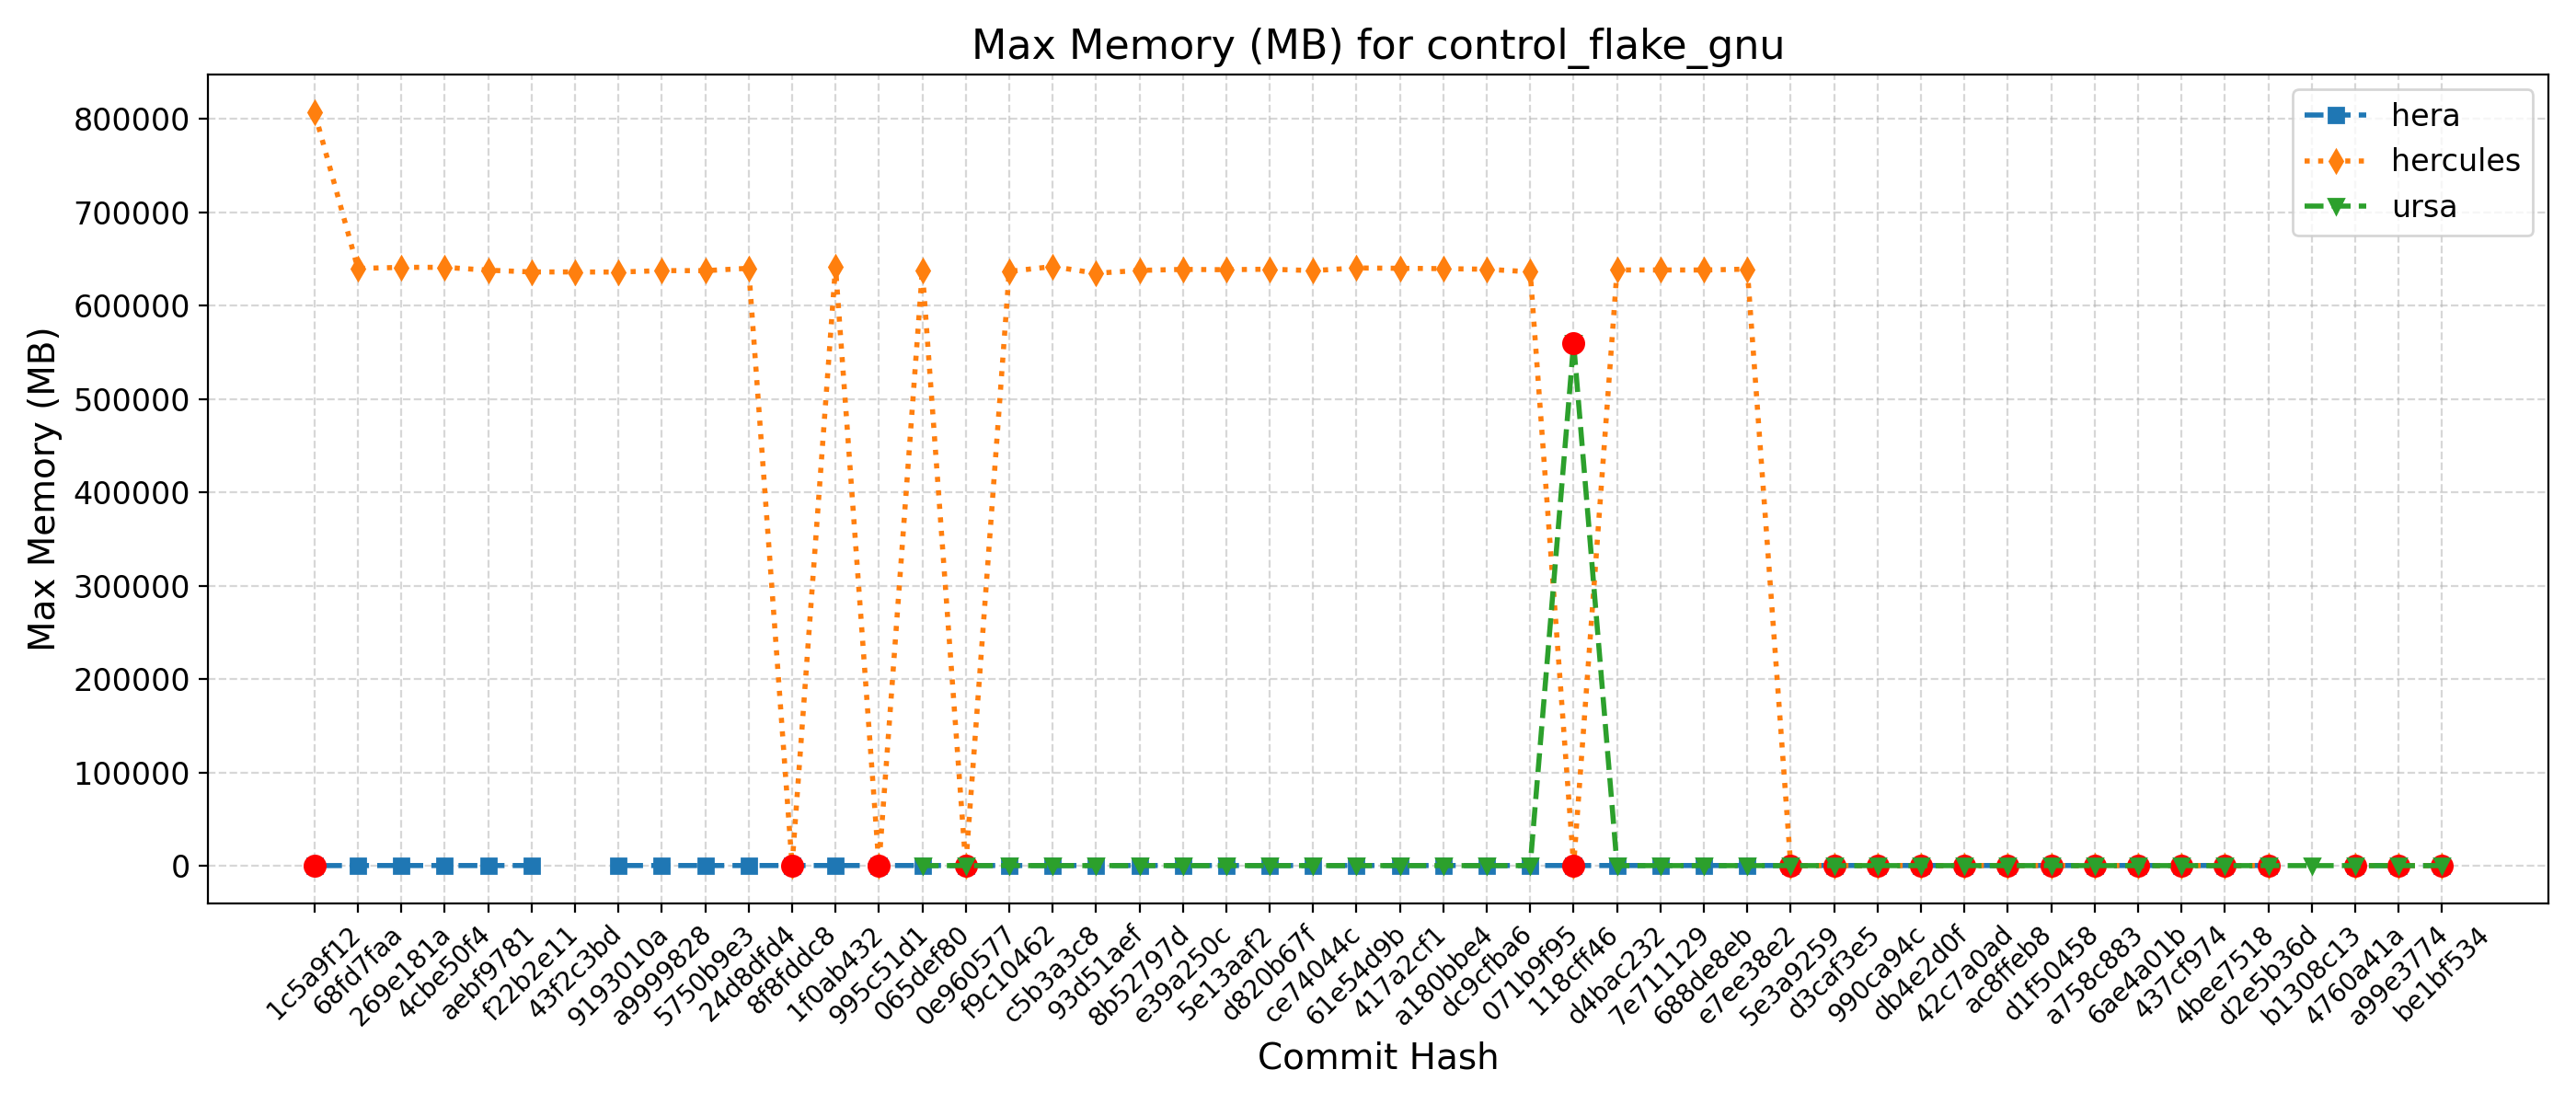 Max Memory (MB) for control_flake_gnu
Max Memory (MB)
800000
700000
600000
500000
400000
300000
200000
100000
0
hera
hercules
ursa
1c5a9f12
68fd7faa
269e181a
4cbe50f4
aebf9781
f22b2e11
43f2c3bd
9193010a
a9999828
5750b9e3
24d8dfd4
8f8fddc8
1f0ab432
995c51d1
065def80
0e960577
f9c10462
c5b3a3c8
93d51aef
8b52797d
e39a250c
5e13aaf2
d820b67f
ce74044c
61e54d9b
417a2cf1
a180bbe4
dc9cfba6
071b9f95
118cff46
d4bac232
7e711129
688de8eb
e7ee38e2
5e3a9259
d3caf3e5
990ca94c
db4e2d0f
42c7a0ad
ac8ffeb8
d1f50458
a758c883
6ae4a01b
437cf974
4bee7518
d2e5b36d
b1308c13
4760a41a
a99e3774
be1bf534
Commit Hash